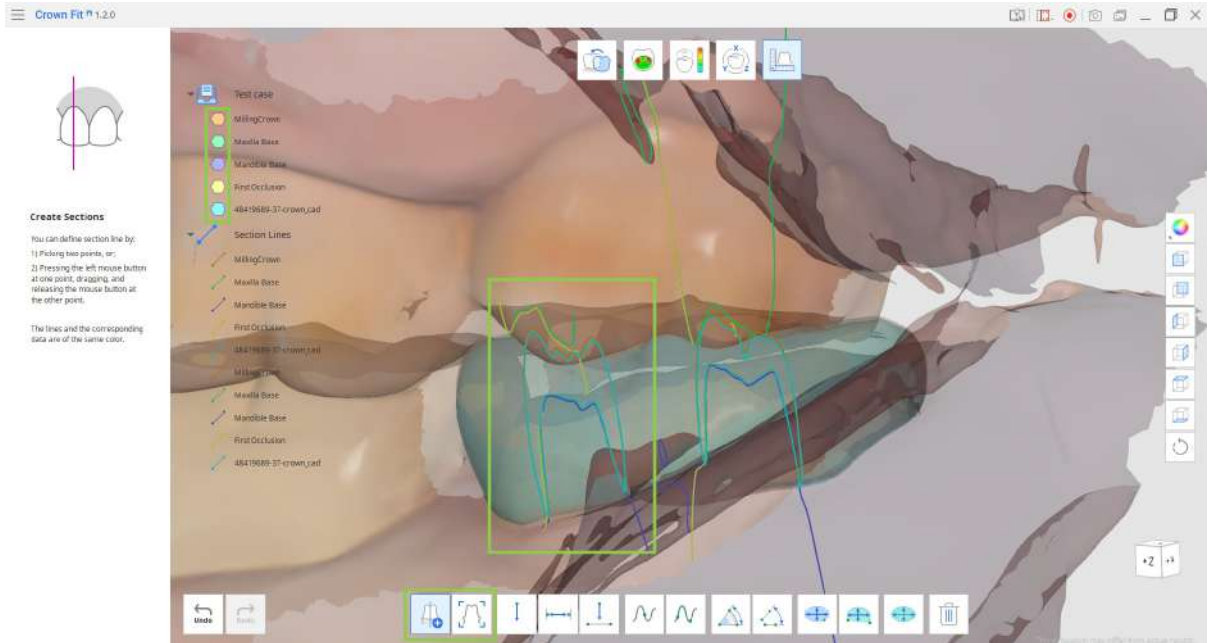 Crown Fit 1.2.0
Create Sections
You can define section line by:
1) Picking two points, or;
2) Pressing the left mouse button
at one point, dragging, and
releasing the mouse button at
the other point.
The lines and the corresponding
data are of the same color.
Test case
MillingCrown
Maxilla Base
Mandible Base
First Occlusion
48419689-37-crown_cad
Section Lines
MillingCrown
Maxilla Base
Mandible Base
First Occlusion
48419689-37-crown_cad
MillingCrown
Maxilla Base
Mandible Base
First Occlusion
48419689-37-crown_cad
X
Y
Z
+Z
Undo
Redo